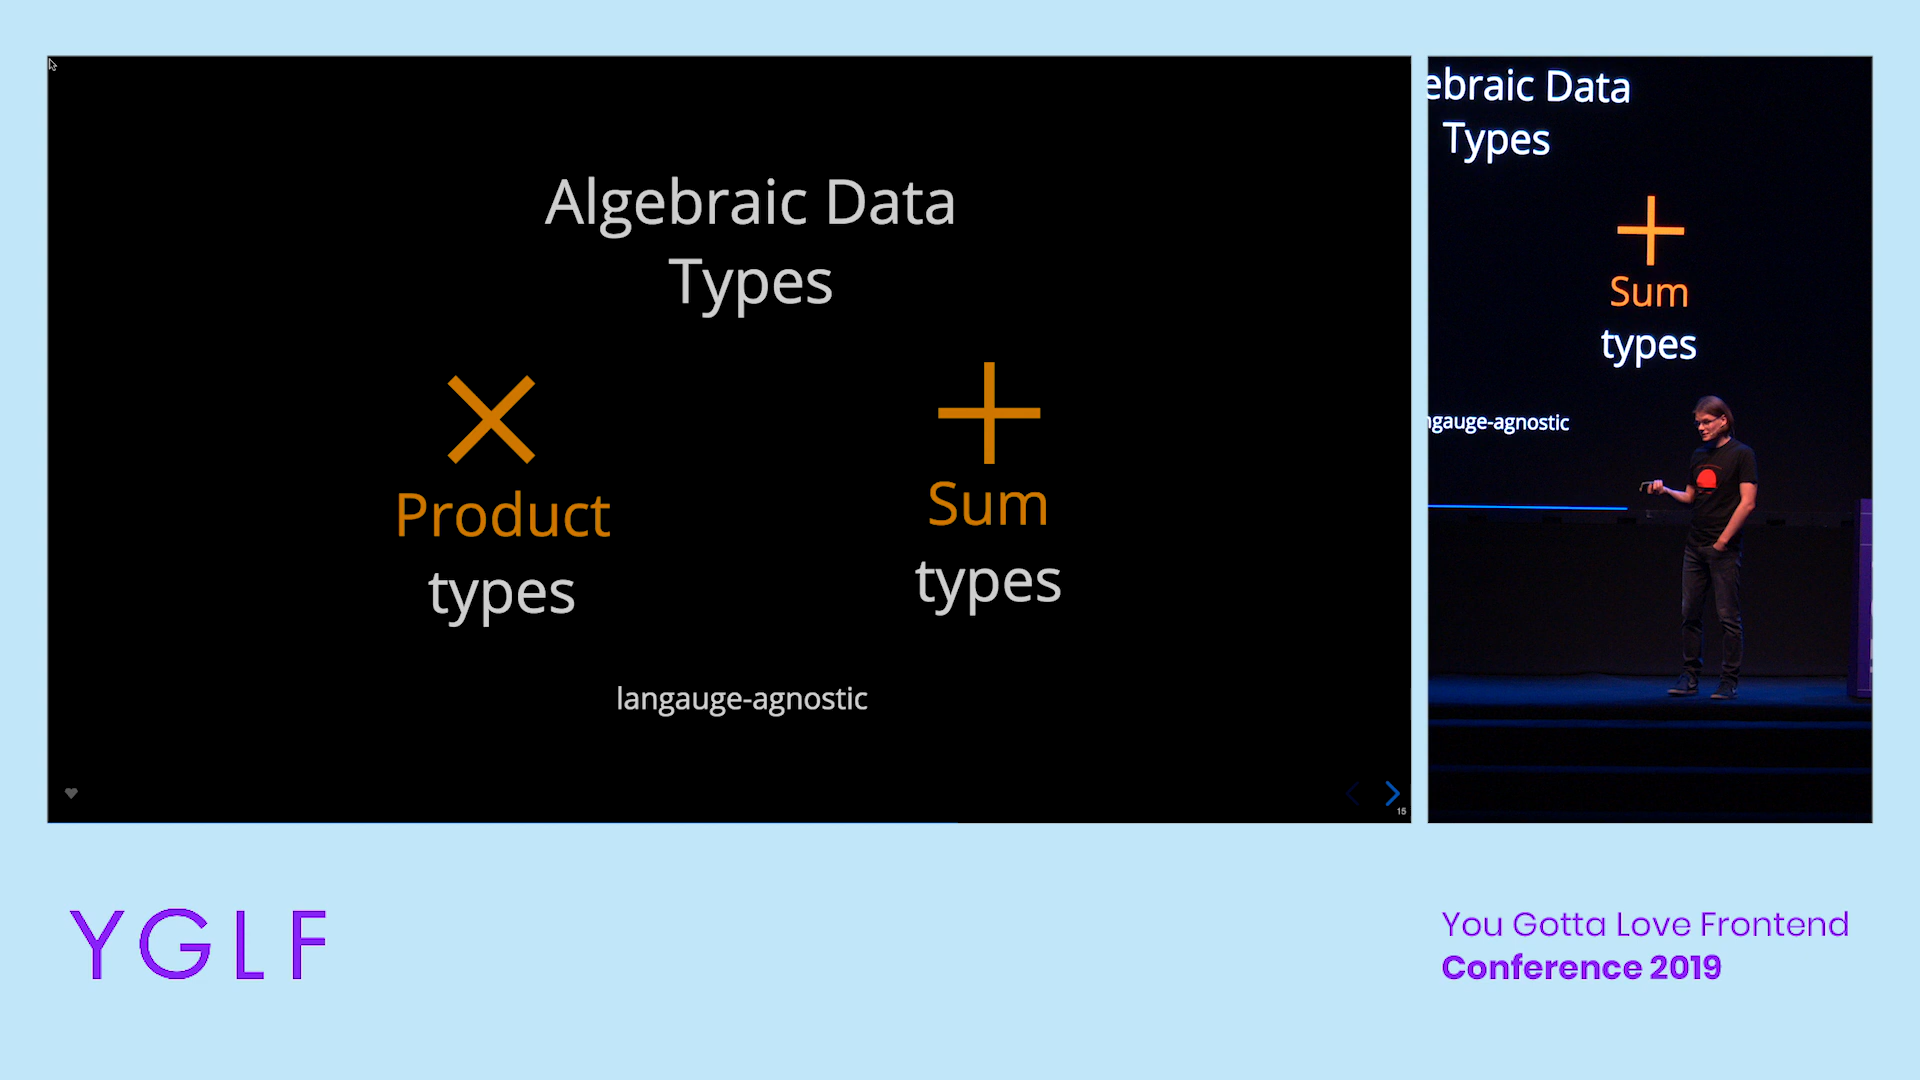 Algebraic Data
Types
Product
types
Sum
types
langauge-agnostic
15
ebraic Data
Types
Sum
types
ngauge-agnostic
YGLF
You Gotta Love Frontend
Conference 2019